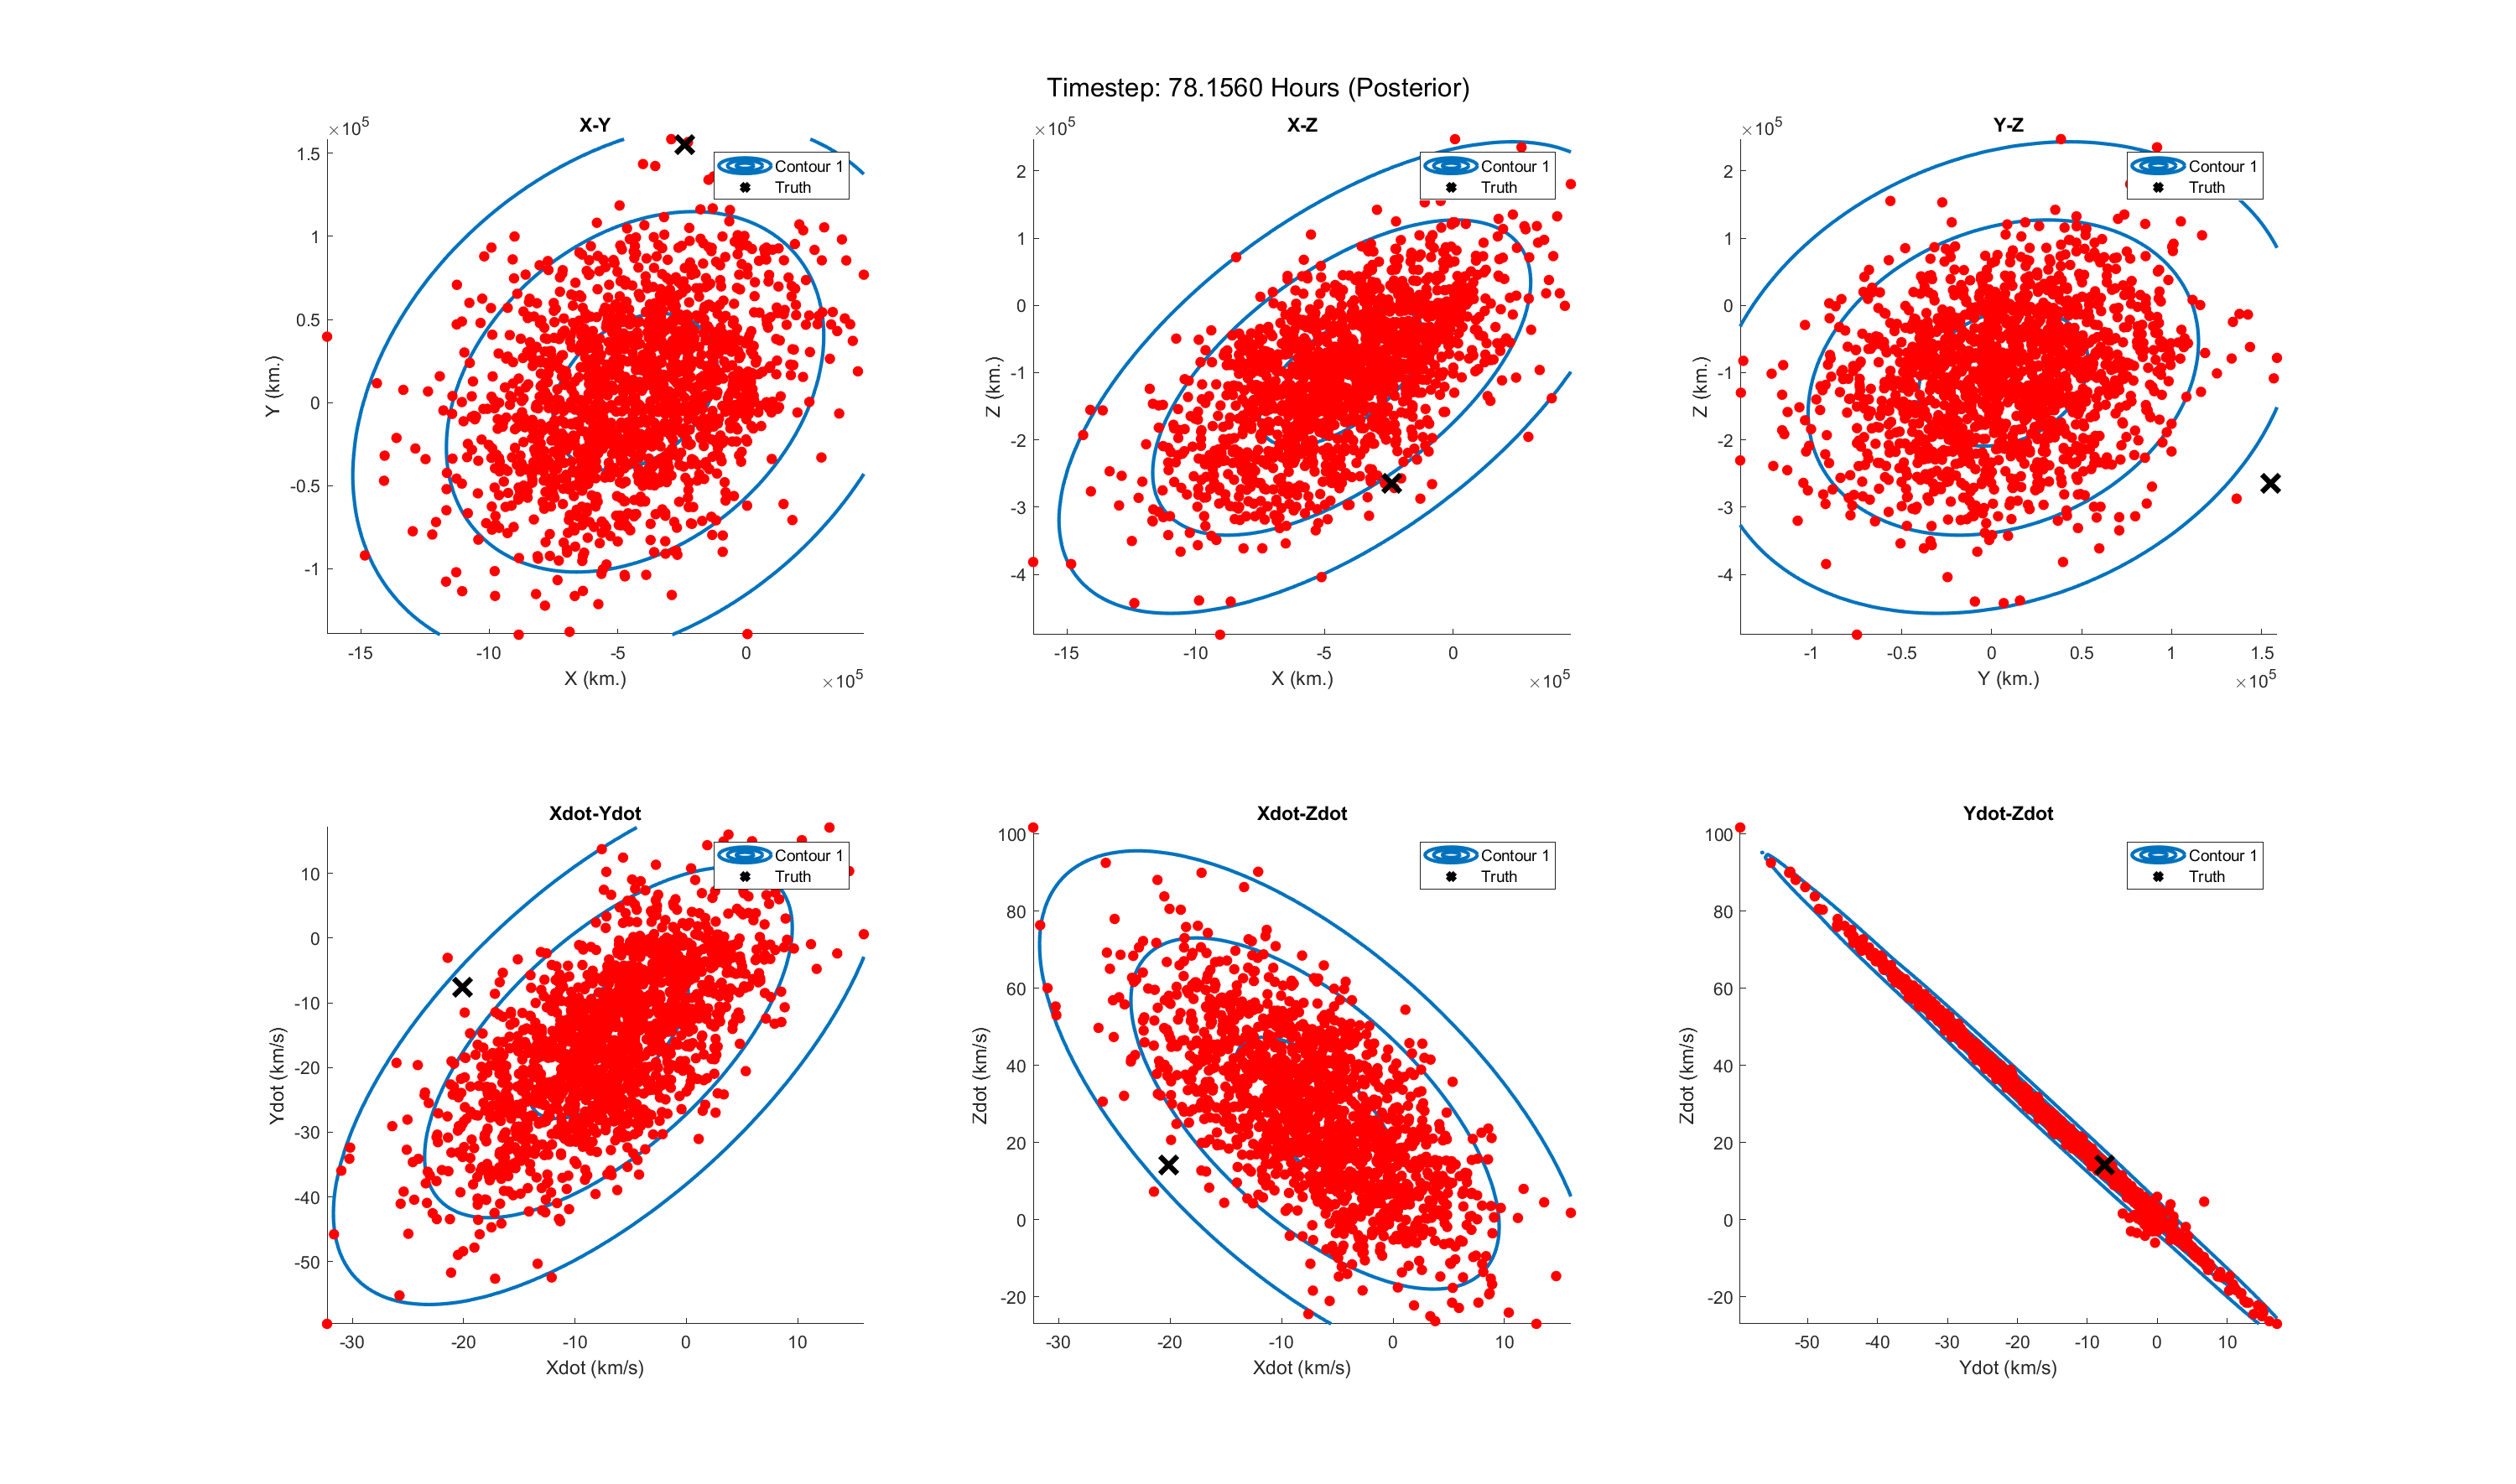 Timestep: 78.1560 Hours (Posterior)
X-Y
×10^5
1.5
1
0.5
0
-0.5
-1
Y (km.)
-15 -10 -5 0
X (km.)
×10^5
Contour 1
Truth
X-Z
×10^5
2
1
0
-1
-2
-3
-4
Z (km.)
-15 -10 -5 0
X (km.)
×10^5
Contour 1
Truth
Y-Z
×10^5
2
1
0
-1
-2
-3
-4
Z (km.)
-1 -0.5 0 0.5 1 1.5
Y (km.)
×10^5
Contour 1
Truth
Xdot-Ydot
10
0
-10
-20
-30
-40
-50
Ydot (km/s)
-30 -20 -10 0 10
Xdot (km/s)
Contour 1
Truth
Xdot-Zdot
100
80
60
40
20
0
-20
Zdot (km/s)
-30 -20 -10 0 10
Xdot (km/s)
Contour 1
Truth
Ydot-Zdot
100
80
60
40
20
0
-20
Zdot (km/s)
-50 -40 -30 -20 -10 0 10
Ydot (km/s)
Contour 1
Truth